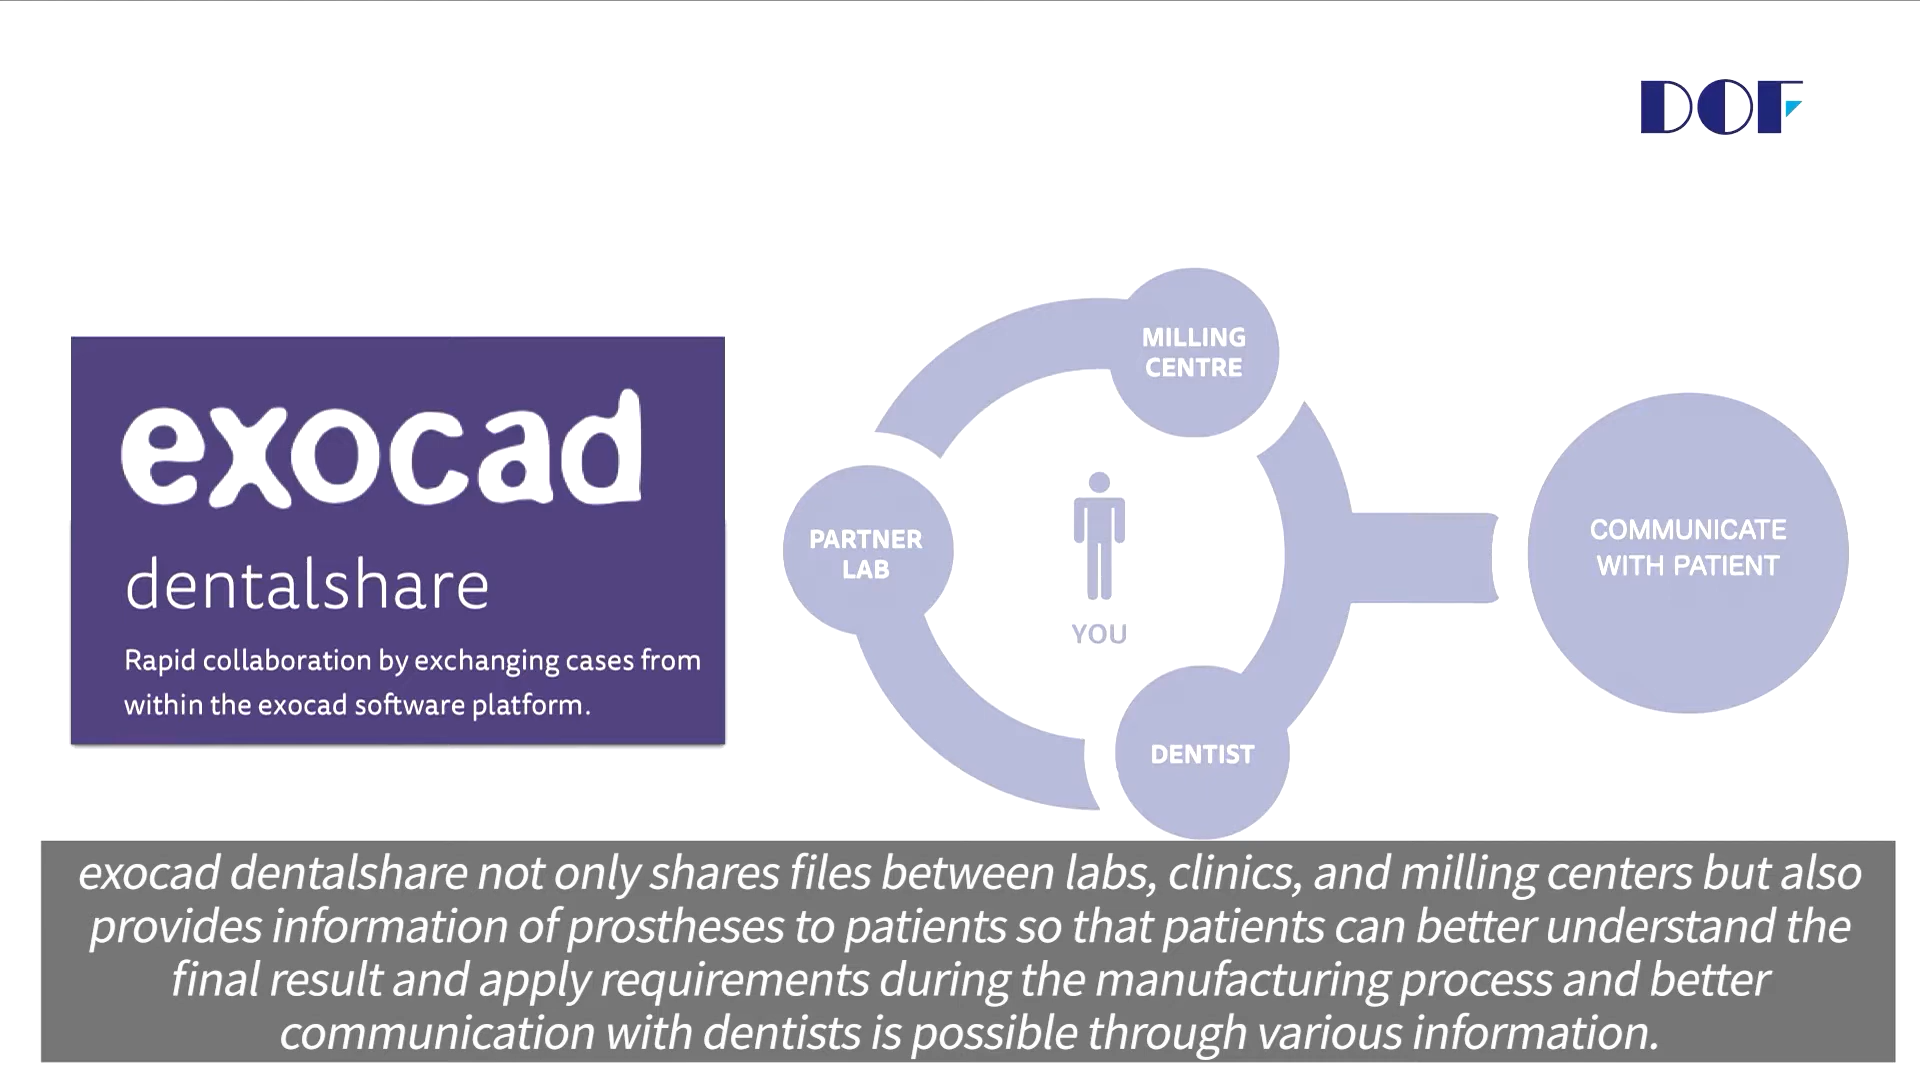 DOF
exocad
dentalshare
Rapid collaboration by exchanging cases from
within the exocad software platform.
MILLING
CENTRE
PARTNER
LAB
YOU
DENTIST
COMMUNICATE
WITH PATIENT
exocad dentalshare not only shares files between labs, clinics, and milling centers but also
provides information of prostheses to patients so that patients can better understand the
final result and apply requirements during the manufacturing process and better
communication with dentists is possible through various information.